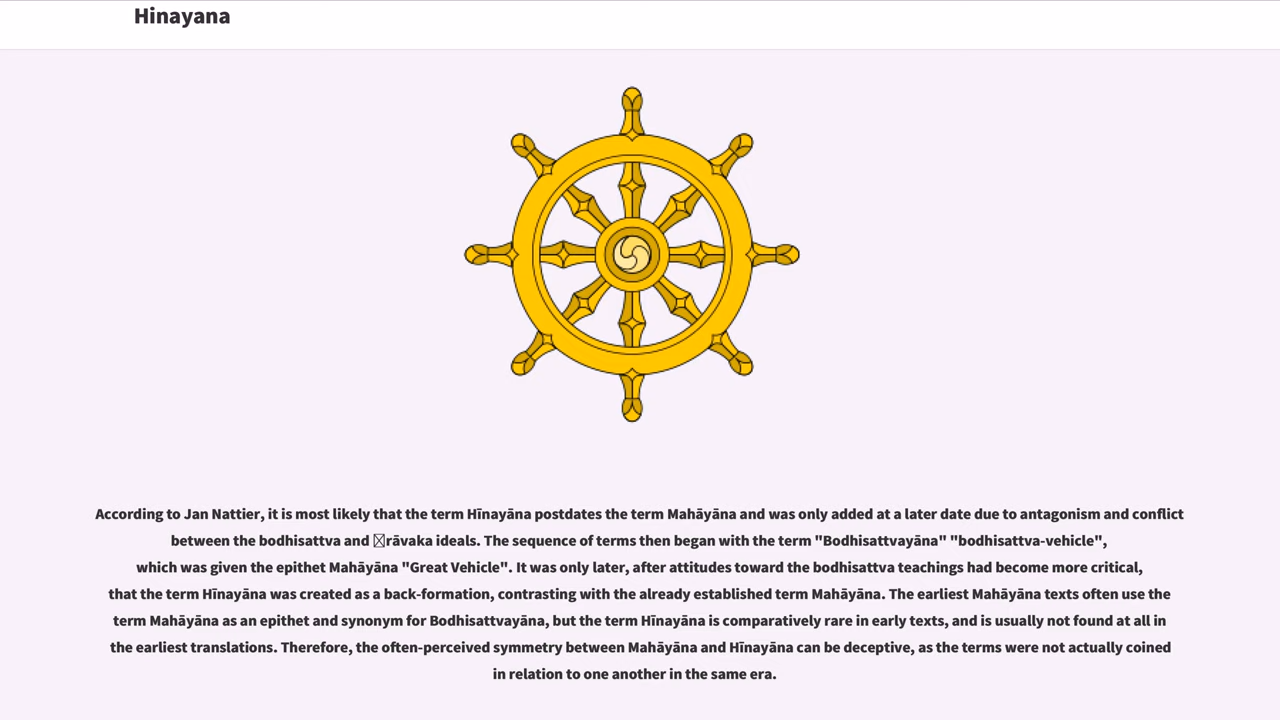 Hinayana
According to Jan Nattier, it is most likely that the term Hīnayāna postdates the term Mahāyāna and was only added at a later date due to antagonism and conflict
between the bodhisattva and □rāvaka ideals. The sequence of terms then began with the term "Bodhisattvayāna" "bodhisattva-vehicle",
which was given the epithet Mahāyāna "Great Vehicle". It was only later, after attitudes toward the bodhisattva teachings had become more critical,
that the term Hīnayāna was created as a back-formation, contrasting with the already established term Mahāyāna. The earliest Mahāyāna texts often use the
term Mahāyāna as an epithet and synonym for Bodhisattvayāna, but the term Hīnayāna is comparatively rare in early texts, and is usually not found at all in
the earliest translations. Therefore, the often-perceived symmetry between Mahāyāna and Hīnayāna can be deceptive, as the terms were not actually coined
in relation to one another in the same era.